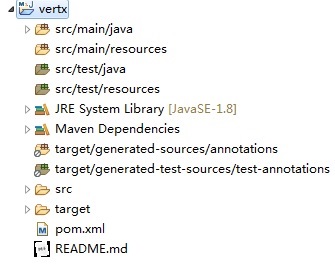 vertx
src/main/java
src/main/resources
src/test/java
src/test/resources
JRE System Library [JavaSE-1.8]
Maven Dependencies
target/generated-sources/annotations
target/generated-test-sources/test-annotations
src
target
pom.xml
README.md